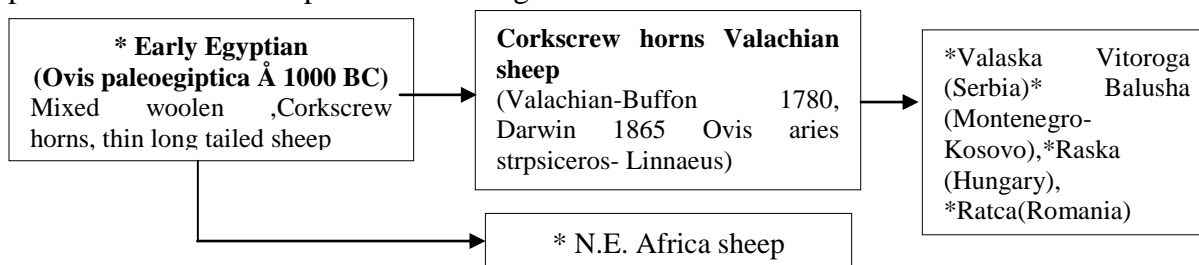 * Early Egyptian
(Ovis paleoegiptica Å 1000 BC)
Mixed woolen ,Corkscrew
horns, thin long tailed sheep
Corkscrew horns Valachian
sheep
(Valachian-Buffon 1780,
Darwin 1865 Ovis aries
strpsiceros- Linnaeus)
*Valaska Vitoroga
(Serbia)* Balusha
(Montenegro-
Kosovo),*Raska
(Hungary),
*Ratca(Romania)
* N.E. Africa sheep